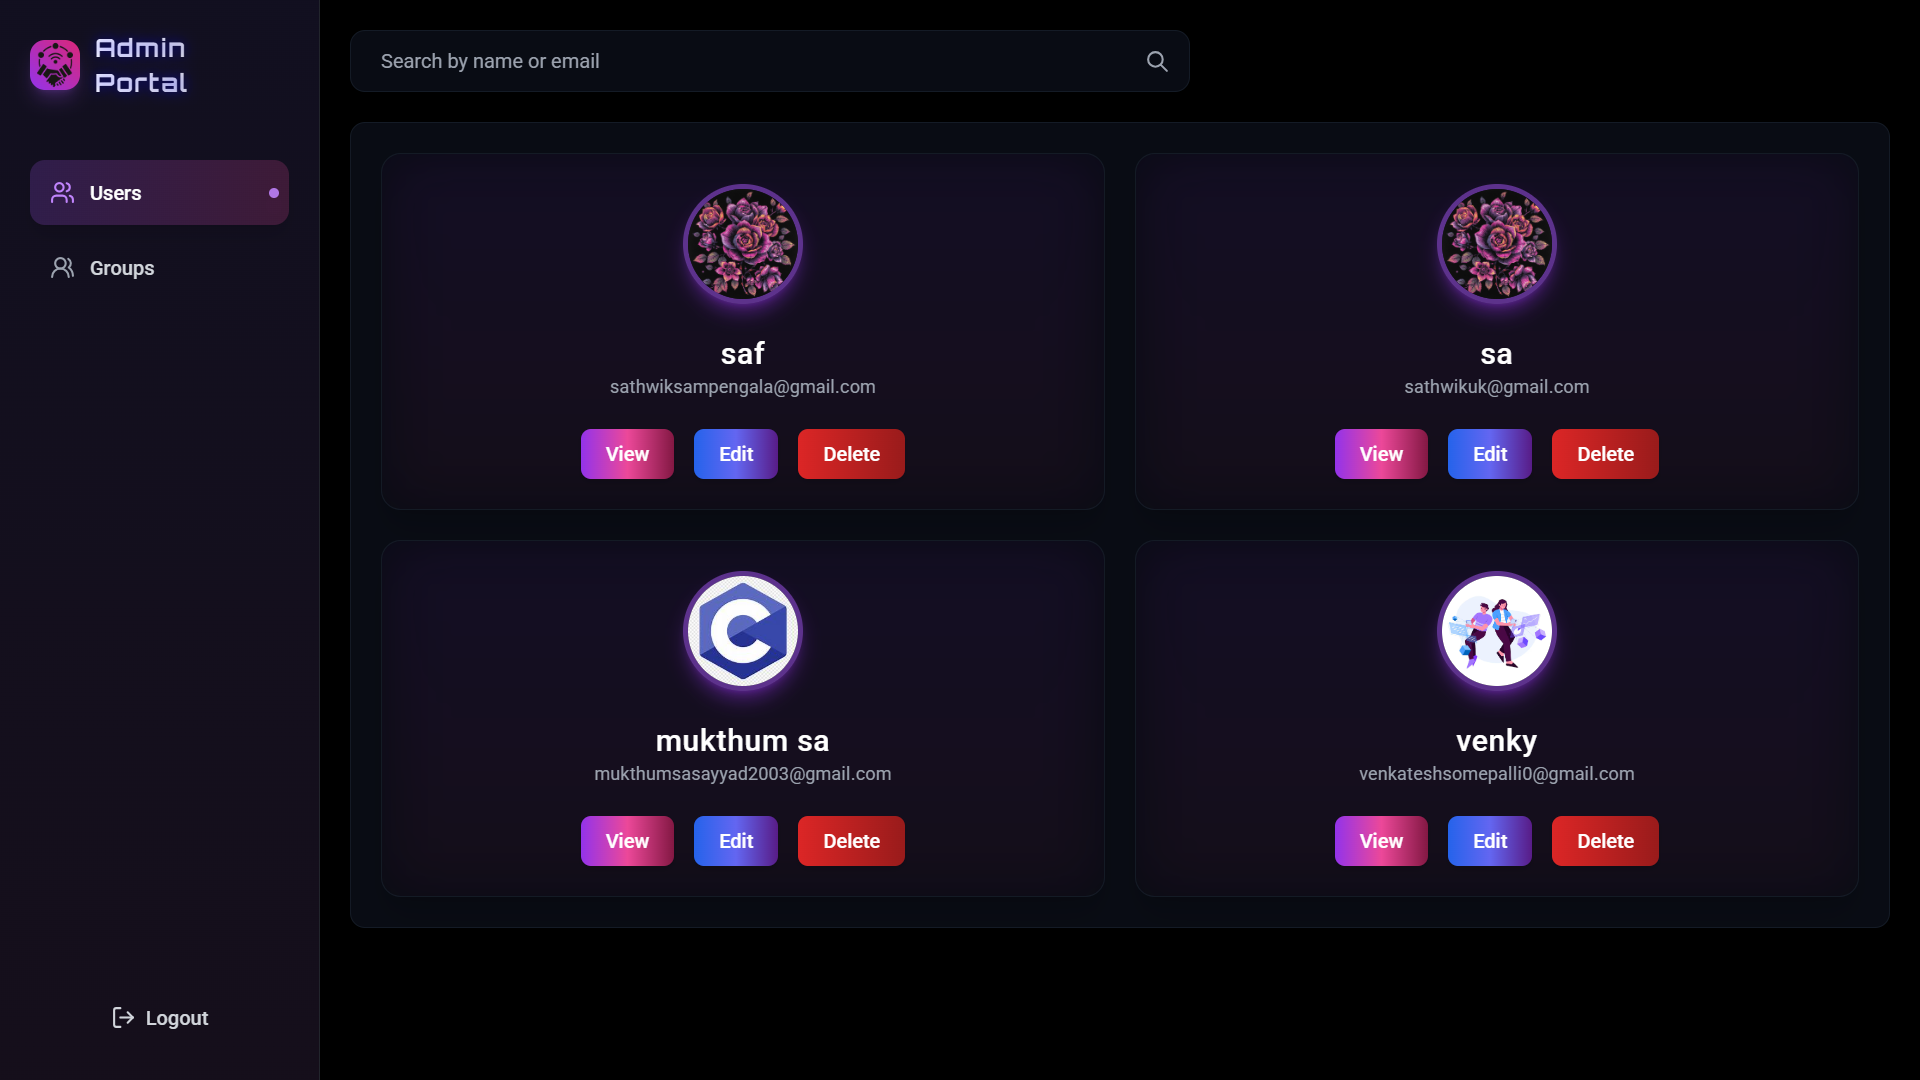 Admin
Portal
Users
Groups
Logout
Search by name or email
saf
sathwiksampengala@gmail.com
View Edit Delete
sa
sathwikuk@gmail.com
View Edit Delete
mukthum sa
mukthumsasayyad2003@gmail.com
View Edit Delete
venky
venkateshsomepalli0@gmail.com
View Edit Delete